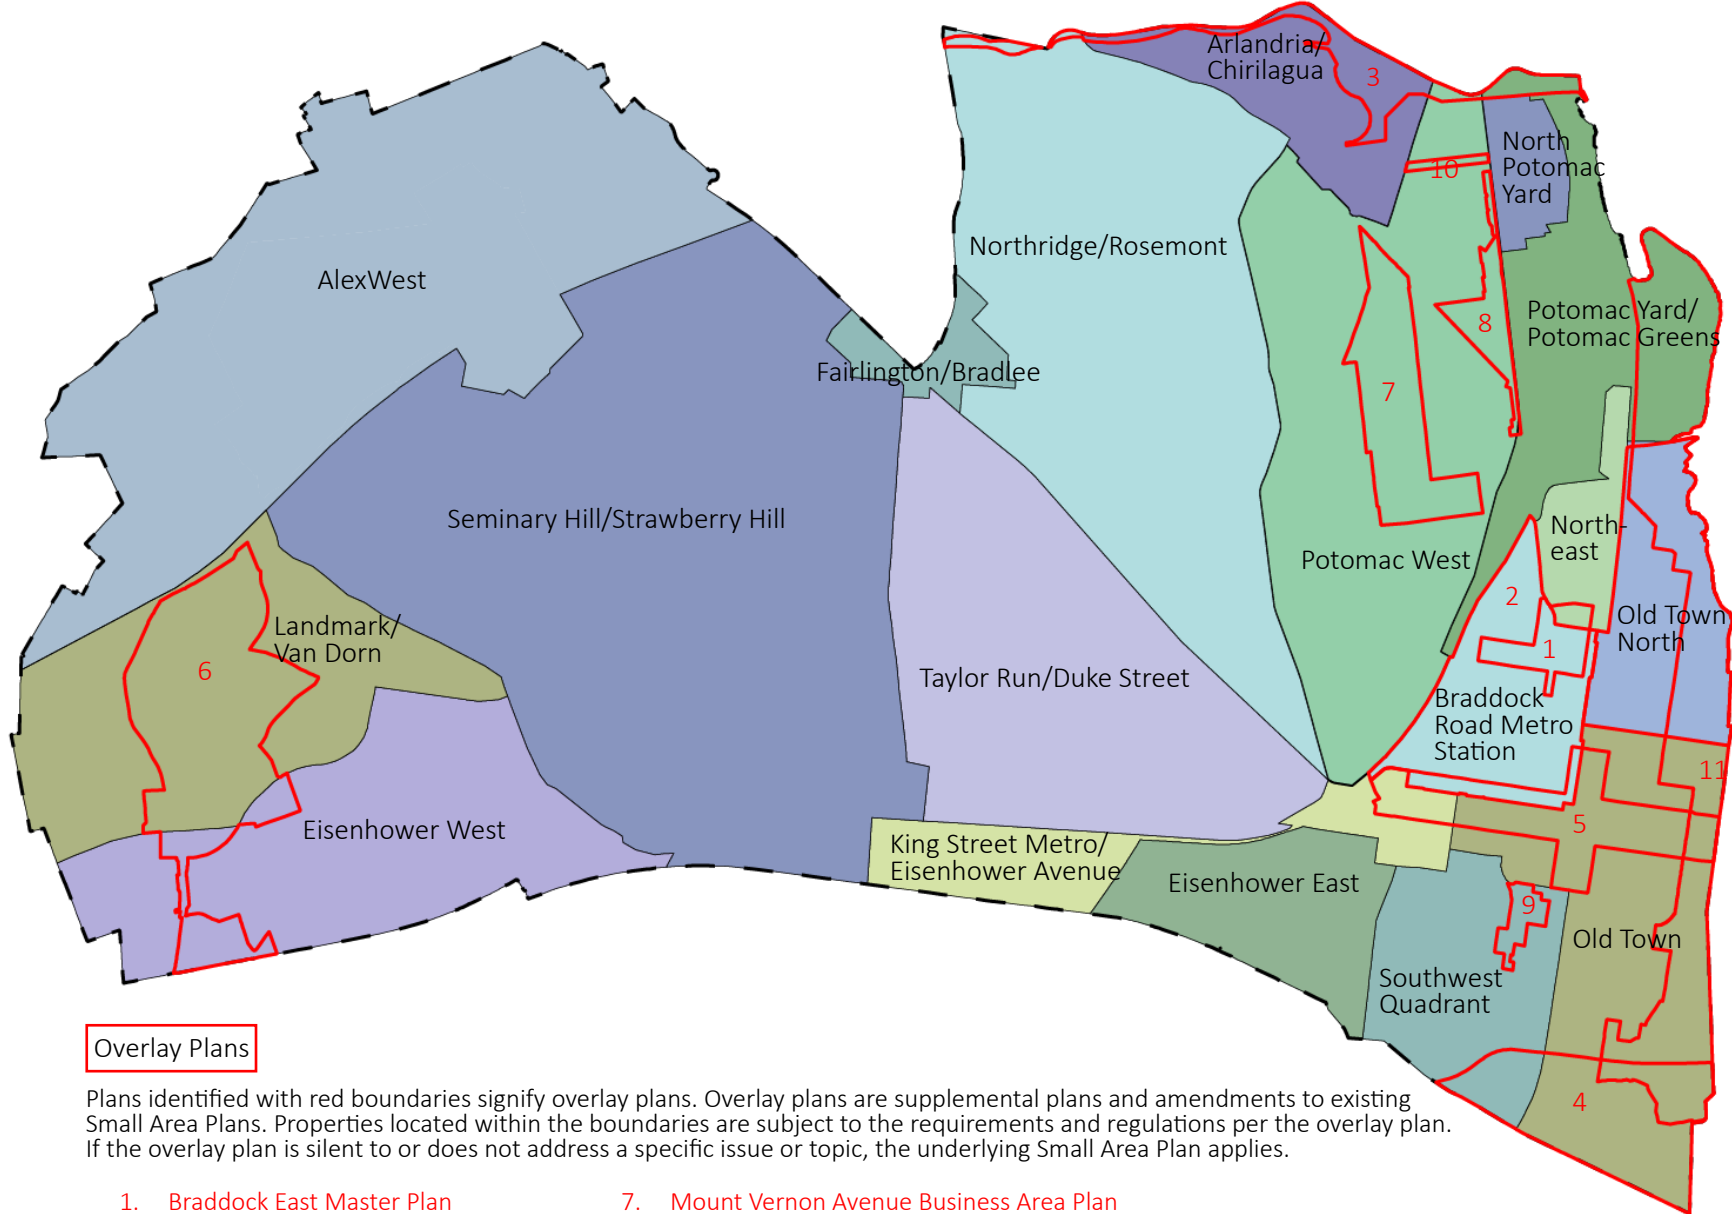 Arlandria/
Chirilagua
3
North
Potomac
Yard
10
Northridge/Rosemont
AlexWest
Potomac Yard/
Potomac Greens
8
Fairlington/Bradlee
7
Seminary Hill/Strawberry Hill
North-
east
Potomac West
2
Old Town
North
1
Landmark/
Van Dorn
6
Taylor Run/Duke Street
Braddock
Road Metro
Station
11
5
Eisenhower West
King Street Metro/
Eisenhower Avenue
Eisenhower East
9
Old Town
Southwest
Quadrant
4
Overlay Plans
Plans identified with red boundaries signify overlay plans. Overlay plans are supplemental plans and amendments to existing
Small Area Plans. Properties located within the boundaries are subject to the requirements and regulations per the overlay plan.
If the overlay plan is silent to or does not address a specific issue or topic, the underlying Small Area Plan applies.
1. Braddock East Master Plan
7. Mount Vernon Avenue Business Area Plan